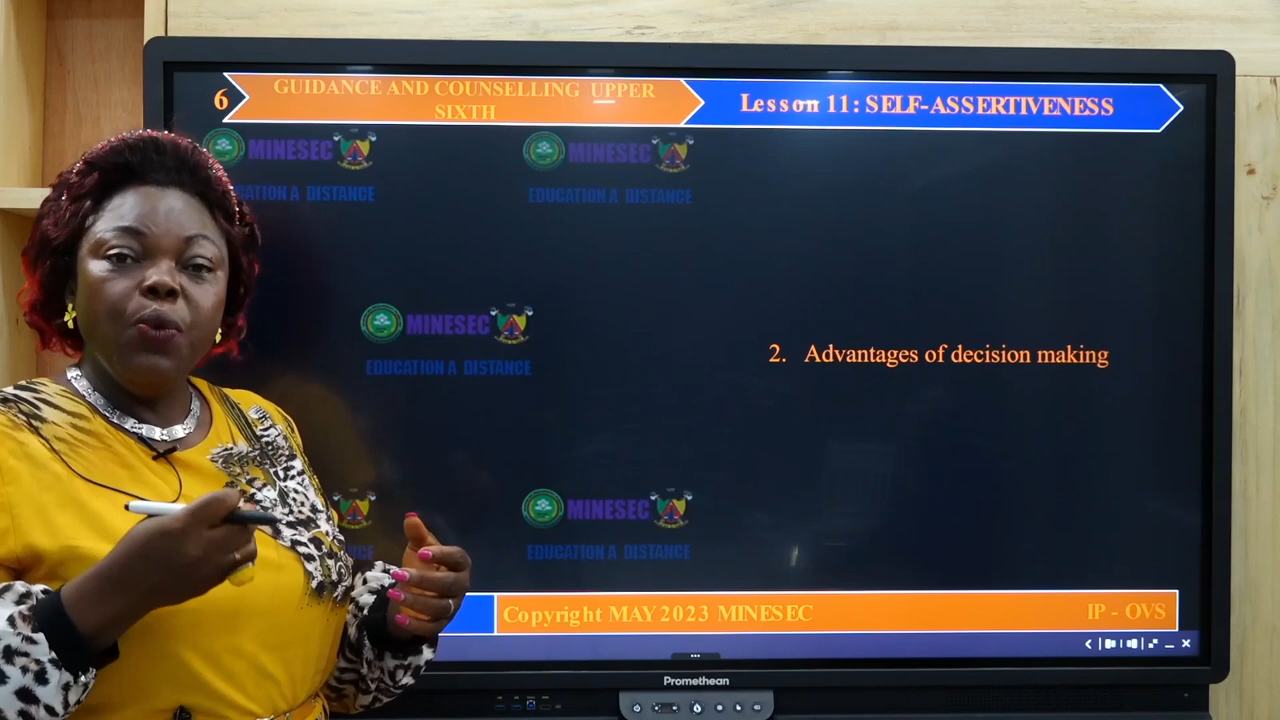 6
GUIDANCE AND COUNSELLING UPPER
SIXTH
Lesson 11: SELF-ASSERTIVENESS
MINESEC
EDUCATION A DISTANCE
MINESEC
EDUCATION A DISTANCE
MINESEC
EDUCATION A DISTANCE
2. Advantages of decision making
MINESEC
EDUCATION A DISTANCE
Copyright MAY 2023 MINESEC
IP - OVS
Promethean